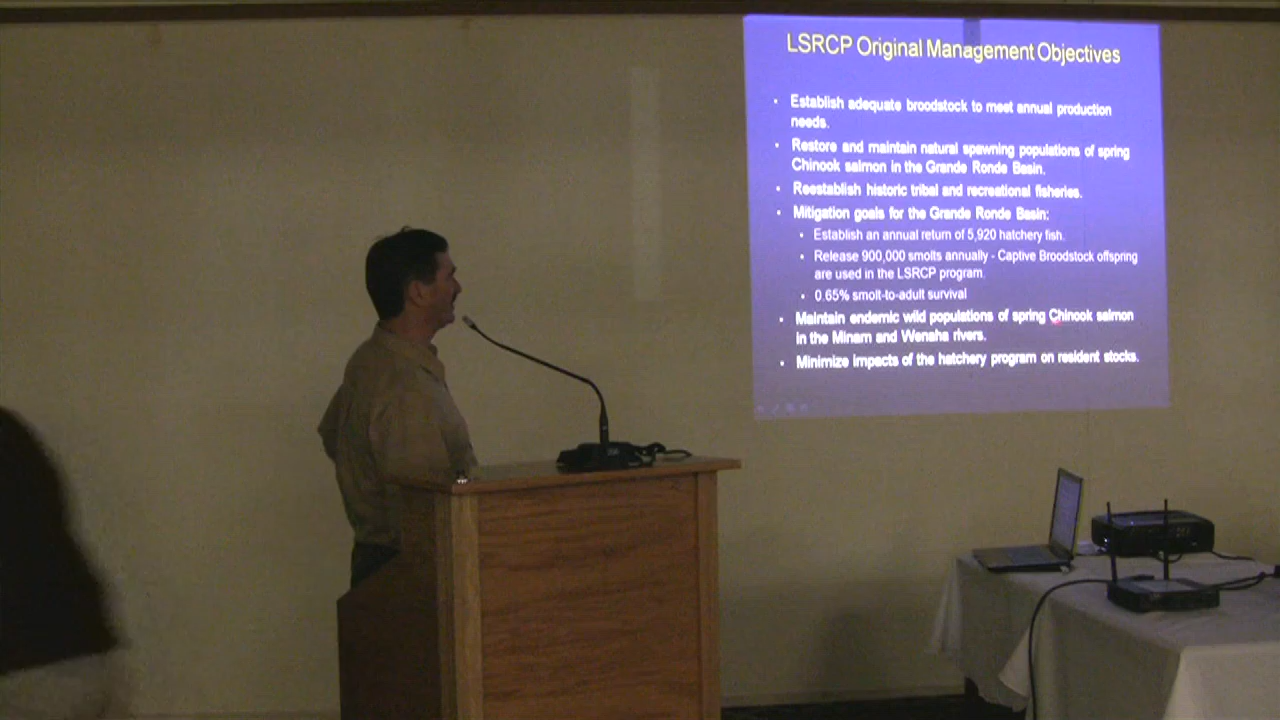 LSRCP Original Management Objectives
• Establish adequate broodstock to meet annual production
needs.
• Restore and maintain natural spawning populations of spring
Chinook salmon in the Grande Ronde Basin.
• Reestablish historic tribal and recreational fisheries.
• Mitigation goals for the Grande Ronde Basin:
• Establish an annual return of 5,920 hatchery fish.
• Release 900,000 smolts annually - Captive Broodstock offspring
are used in the LSRCP program.
• 0.65% smolt-to-adult survival
• Maintain endemic wild populations of spring Chinook salmon
in the Minam and Wenaha rivers.
• Minimize impacts of the hatchery program on resident stocks.